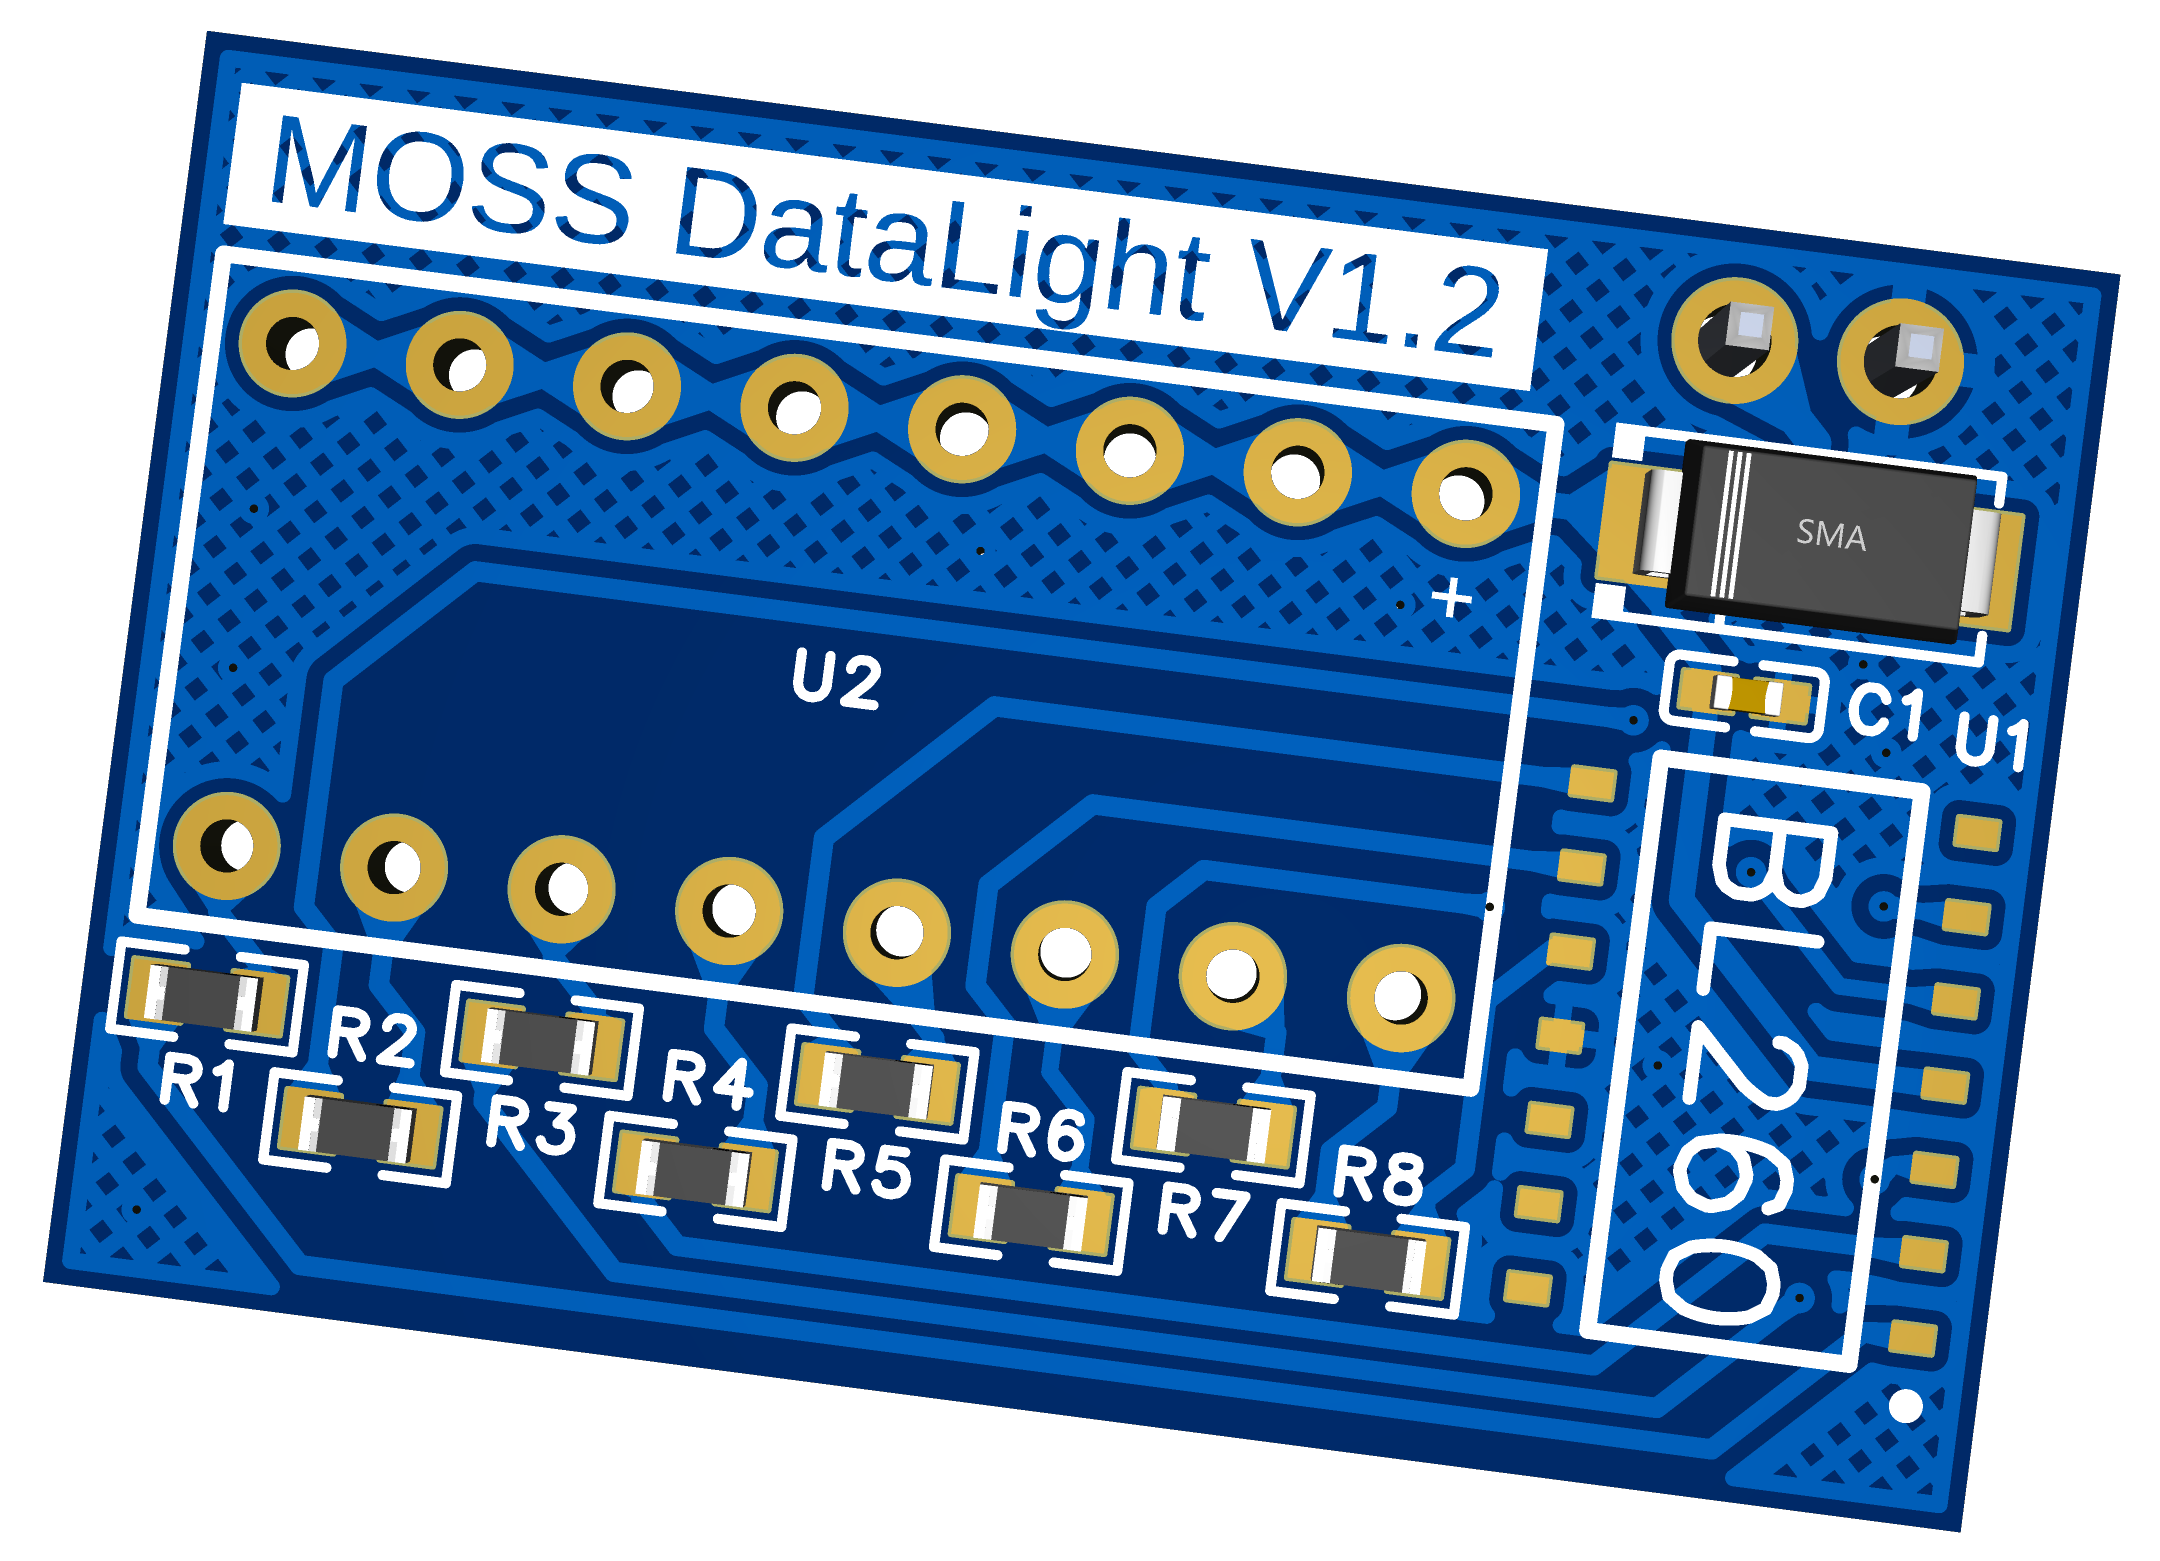 MOSS DataLight V1.2
+
SMA
U2
C1
U1
BL260
R1
R2
R3
R4
R5
R6
R7
R8